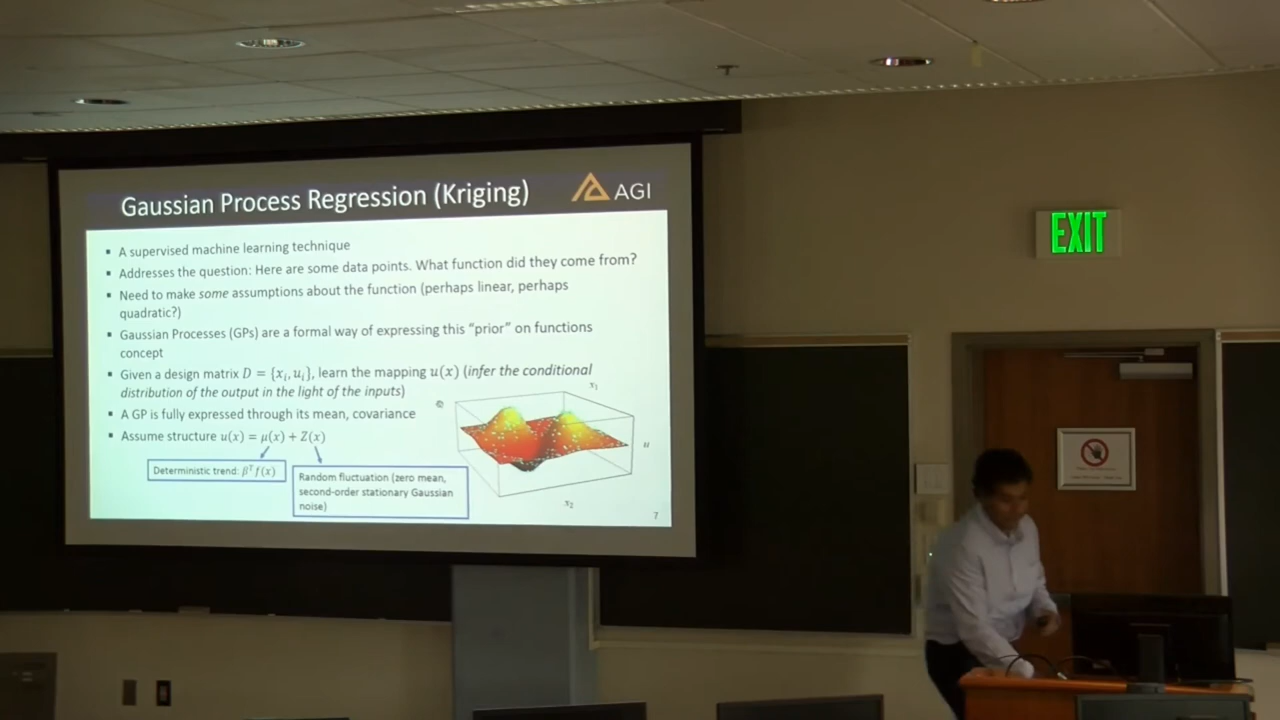 Gaussian Process Regression (Kriging)
AGI
▪ A supervised machine learning technique
▪ Addresses the question: Here are some data points. What function did they come from?
▪ Need to make some assumptions about the function (perhaps linear, perhaps
quadratic?)
▪ Gaussian Processes (GPs) are a formal way of expressing this “prior” on functions
concept
▪ Given a design matrix D = {xᵢ, uᵢ}, learn the mapping u(x) (infer the conditional
distribution of the output in the light of the inputs)
▪ A GP is fully expressed through its mean, covariance
▪ Assume structure u(x) = μ(x) + Z(x)
Deterministic trend: βᵀf(x)
Random fluctuation (zero mean,
second-order stationary Gaussian
noise)
x₁
u
x₂
7
EXIT